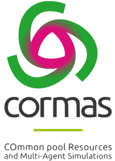 cormas
COmmon pool Resources
and Multi-Agent Simulations